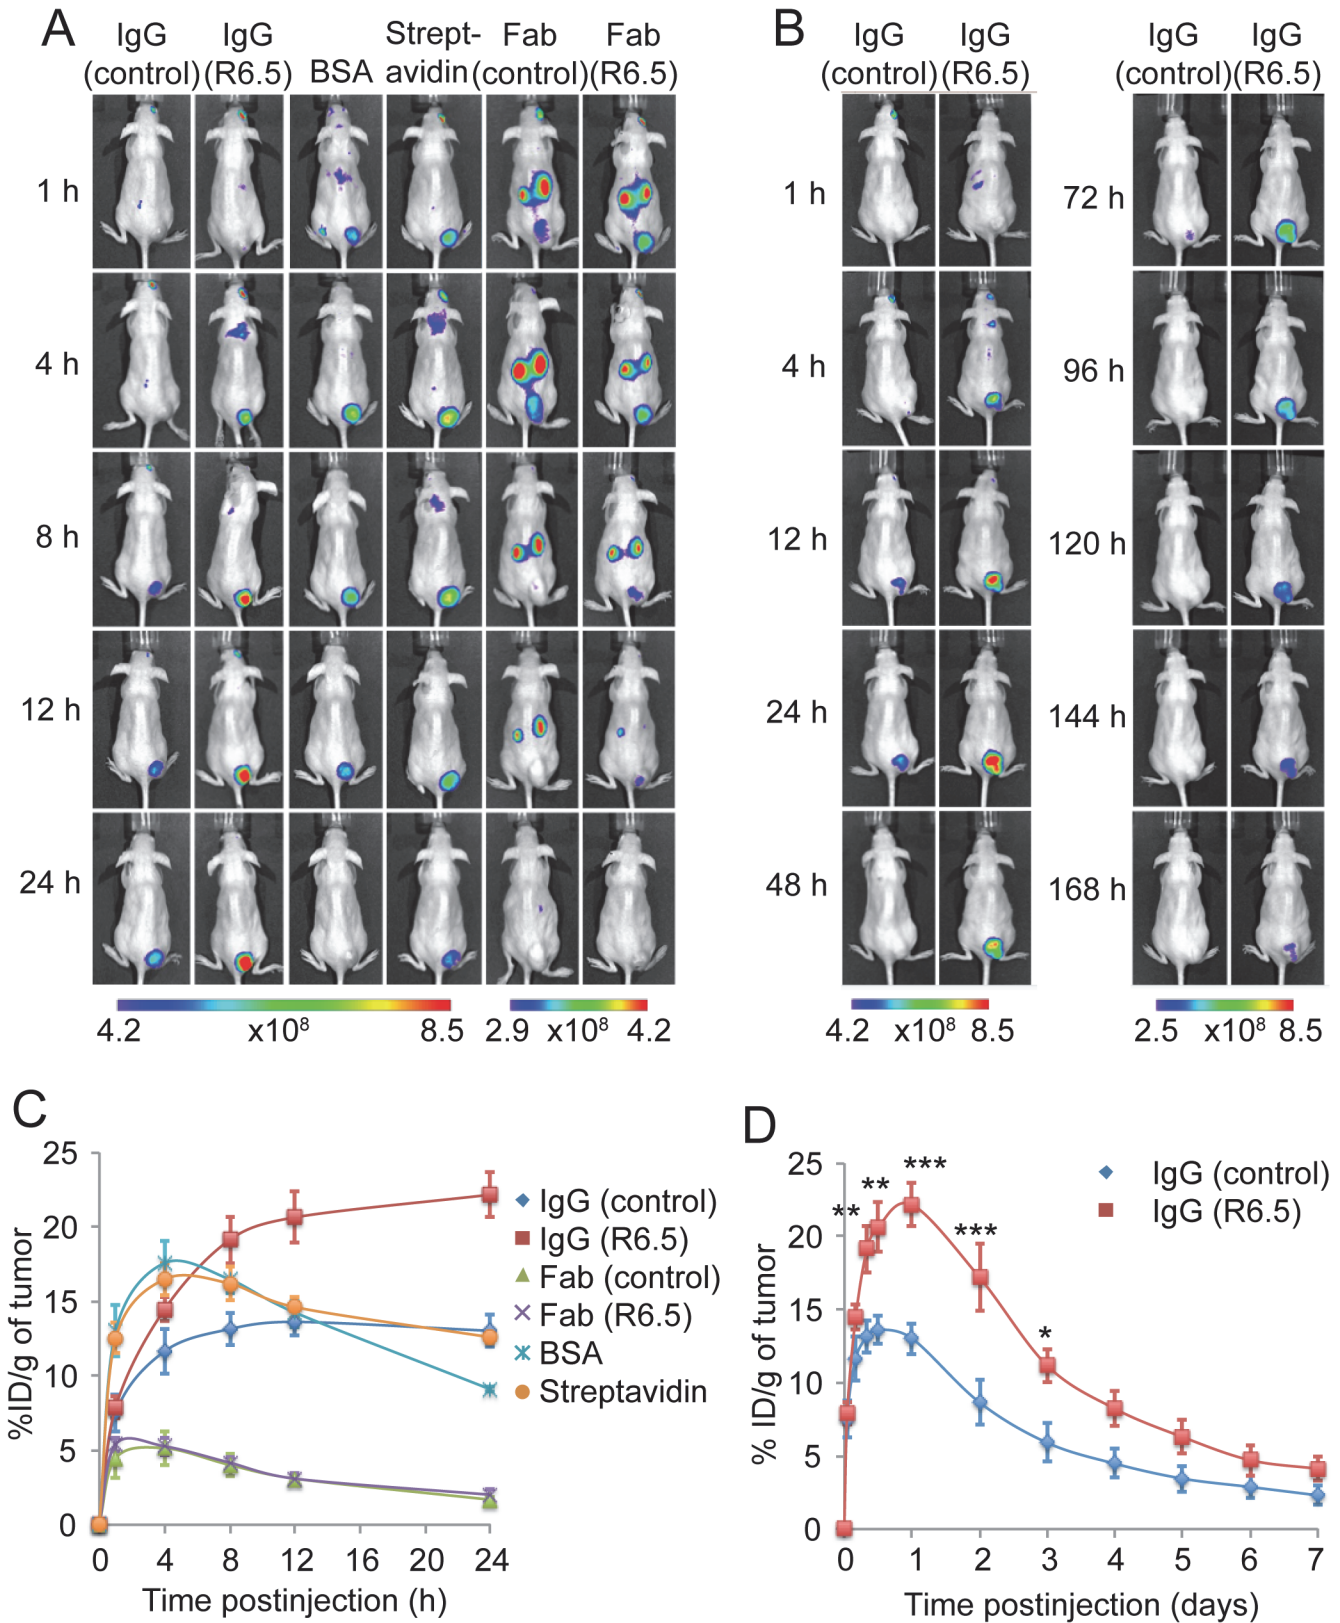 A
IgG (control)
IgG (R6.5)
BSA
Strept-avidin
Fab (control)
Fab (R6.5)
1 h
4 h
8 h
12 h
24 h
4.2 x10⁸ 8.5
2.9 x10⁸ 4.2
B
IgG (control)
IgG (R6.5)
IgG (control)
IgG (R6.5)
1 h
4 h
12 h
24 h
48 h
72 h
96 h
120 h
144 h
168 h
4.2 x10⁸ 8.5
2.5 x10⁸ 8.5
C
%ID/g of tumor
25
20
15
10
5
0
0 4 8 12 16 20 24
Time postinjection (h)
IgG (control)
IgG (R6.5)
Fab (control)
Fab (R6.5)
BSA
Streptavidin
D
% ID/g of tumor
25
20
15
10
5
0
** ** *** *** *
0 1 2 3 4 5 6 7
Time postinjection (days)
IgG (control)
IgG (R6.5)